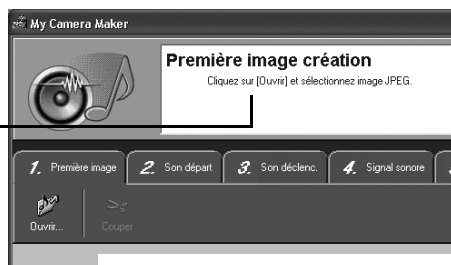 My Camera Maker
Première image création
Cliquez sur [Ouvrir] et sélectionnez image JPEG.
1. Première image 2. Son départ 3. Son déclenc. 4. Signal sonore
Ouvrir... Couper